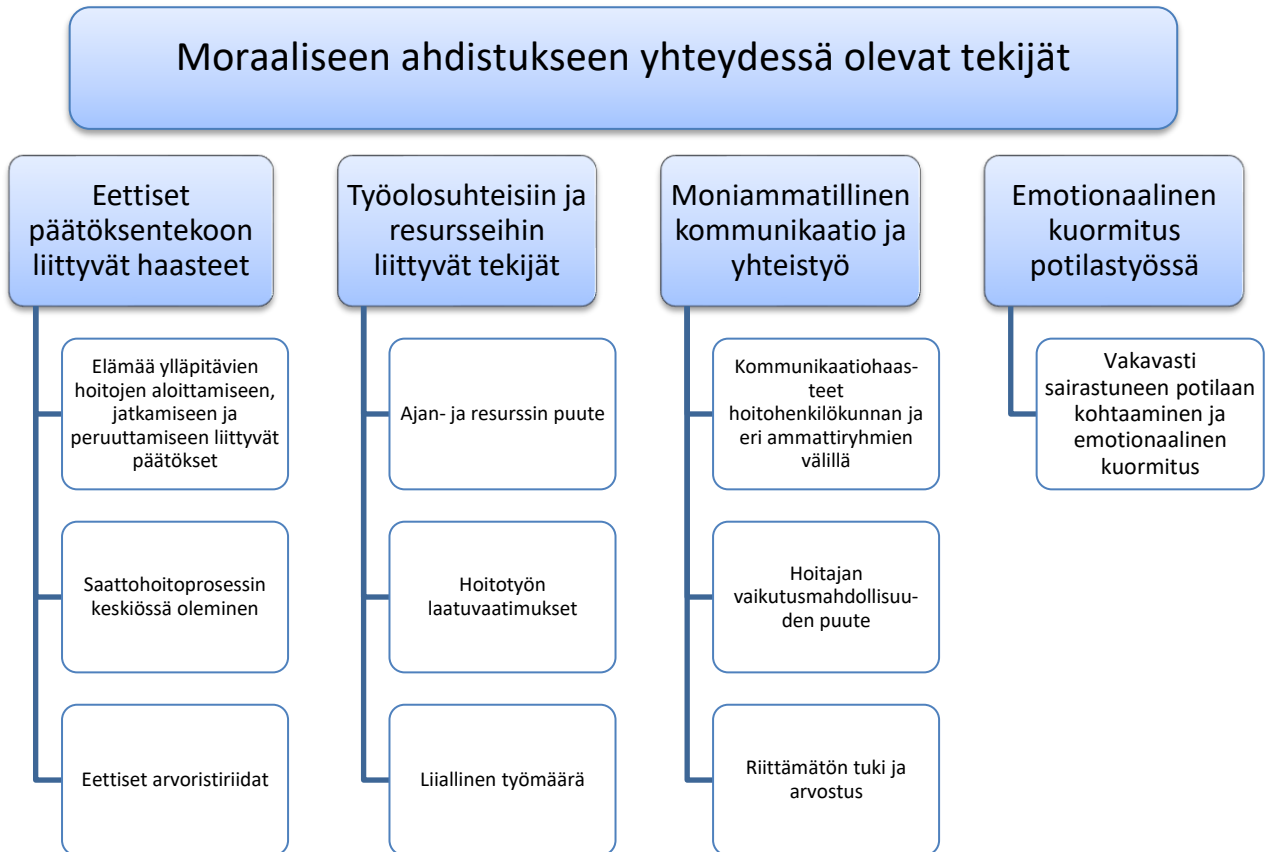 Moraaliseen ahdistukseen yhteydessä olevat tekijät
Eettiset
päätöksentekoon
liittyvät haasteet
Elämää ylläpitävien
hoitojen aloittamiseen,
jatkamiseen ja
peruuttamiseen liittyvät
päätökset
Saattohoitoprosessin
keskiössä oleminen
Eettiset arvoristiriidat
Työolosuhteisiin ja
resursseihin
liittyvät tekijät
Ajan- ja resurssin puute
Hoitotyön
laatuvaatimukset
Liiallinen työmäärä
Moniammatillinen
kommunikaatio ja
yhteistyö
Kommunikaatiohaas-
teet
hoitohenkilökunnan ja
eri ammattiryhmien
välillä
Hoitajan
vaikutusmahdollisuu-
den puute
Riittämätön tuki ja
arvostus
Emotionaalinen
kuormitus
potilastyössä
Vakavasti
sairastuneen potilaan
kohtaaminen ja
emotionaalinen
kuormitus